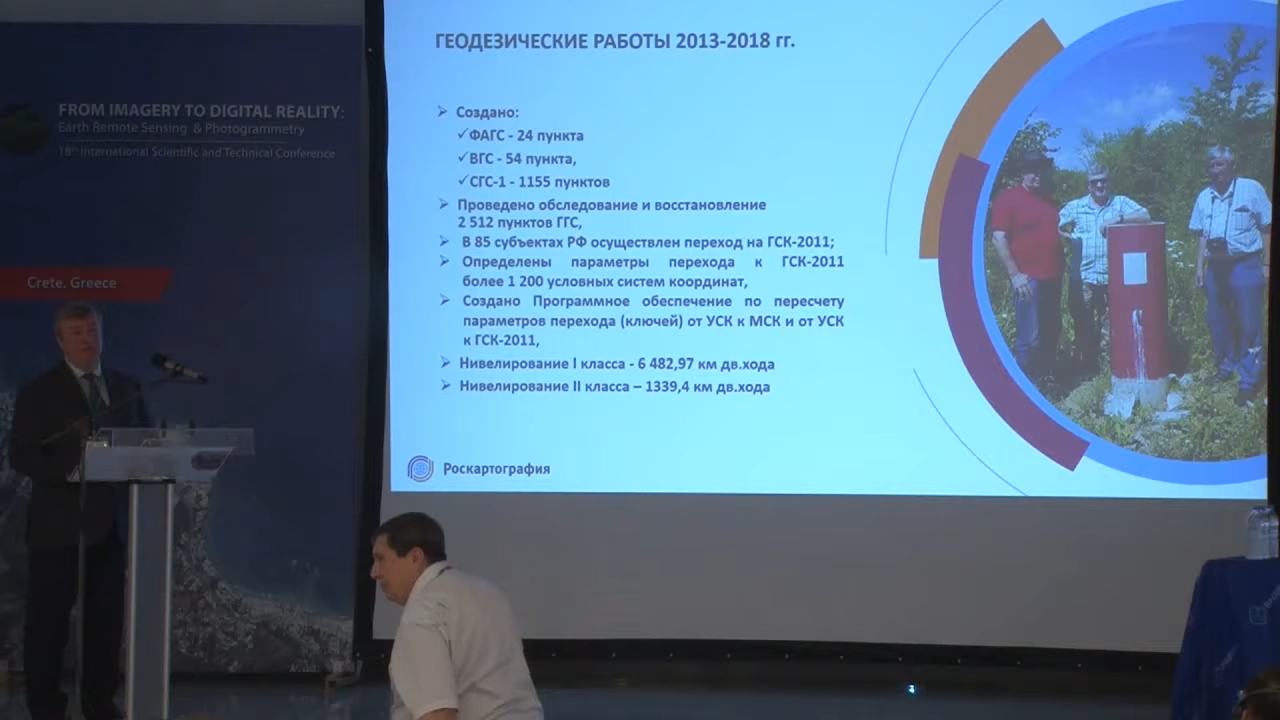 FROM IMAGERY TO DIGITAL REALITY:
Earth Remote Sensing & Photogrammetry
18th International Scientific and Technical Conference
Crete, Greece
ГЕОДЕЗИЧЕСКИЕ РАБОТЫ 2013-2018 гг.
➢ Создано:
✓ФАГС - 24 пункта
✓ВГС - 54 пункта,
✓СГС-1 - 1155 пунктов
➢ Проведено обследование и восстановление
2 512 пунктов ГГС,
➢ В 85 субъектах РФ осуществлен переход на ГСК-2011;
➢ Определены параметры перехода к ГСК-2011
более 1 200 условных систем координат,
➢ Создано Программное обеспечение по пересчету
параметров перехода (ключей) от УСК к МСК и от УСК
к ГСК-2011,
➢ Нивелирование I класса - 6 482,97 км дв.хода
➢ Нивелирование II класса – 1339,4 км дв.хода
Роскартография